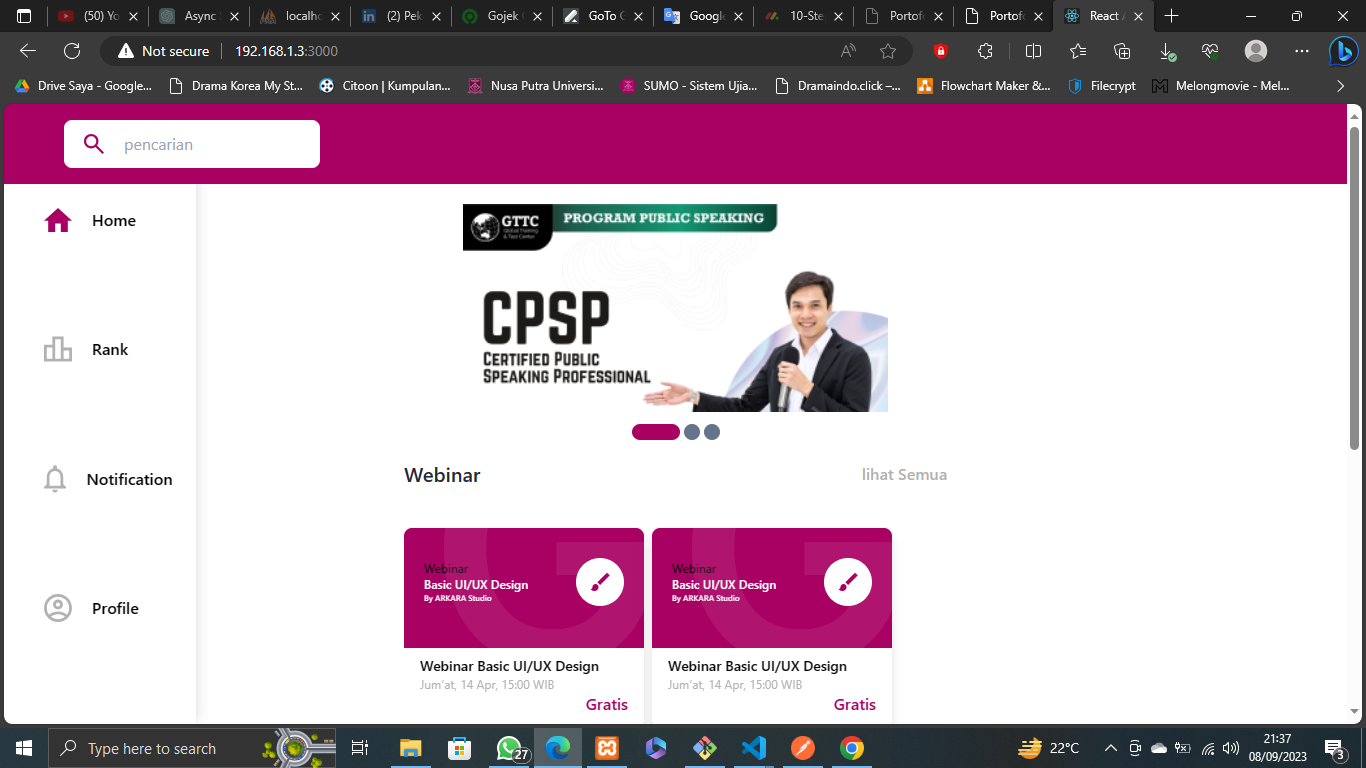 (50) Yo
Async
localho
(2) Pek
Gojek
GoTo G
Google
10-Ste
Portofo
Portofo
React A
Not secure
192.168.1.3:3000
Drive Saya - Google...
Drama Korea My St...
Citoon | Kumpulan...
Nusa Putra Universi...
SUMO - Sistem Ujia...
Dramaindo.click –...
Flowchart Maker &...
Filecrypt
Melongmovie - Mel...
pencarian
Home
Rank
Notification
Profile
GTTC
Global Training
& Test Center
PROGRAM PUBLIC SPEAKING
CPSP
CERTIFIED PUBLIC
SPEAKING PROFESSIONAL
Webinar
lihat Semua
Webinar
Basic UI/UX Design
By ARKARA Studio
Webinar Basic UI/UX Design
Jum'at, 14 Apr, 15:00 WIB
Gratis
Webinar
Basic UI/UX Design
By ARKARA Studio
Webinar Basic UI/UX Design
Jum'at, 14 Apr, 15:00 WIB
Gratis
Type here to search
27
22°C
21:37
08/09/2023
3